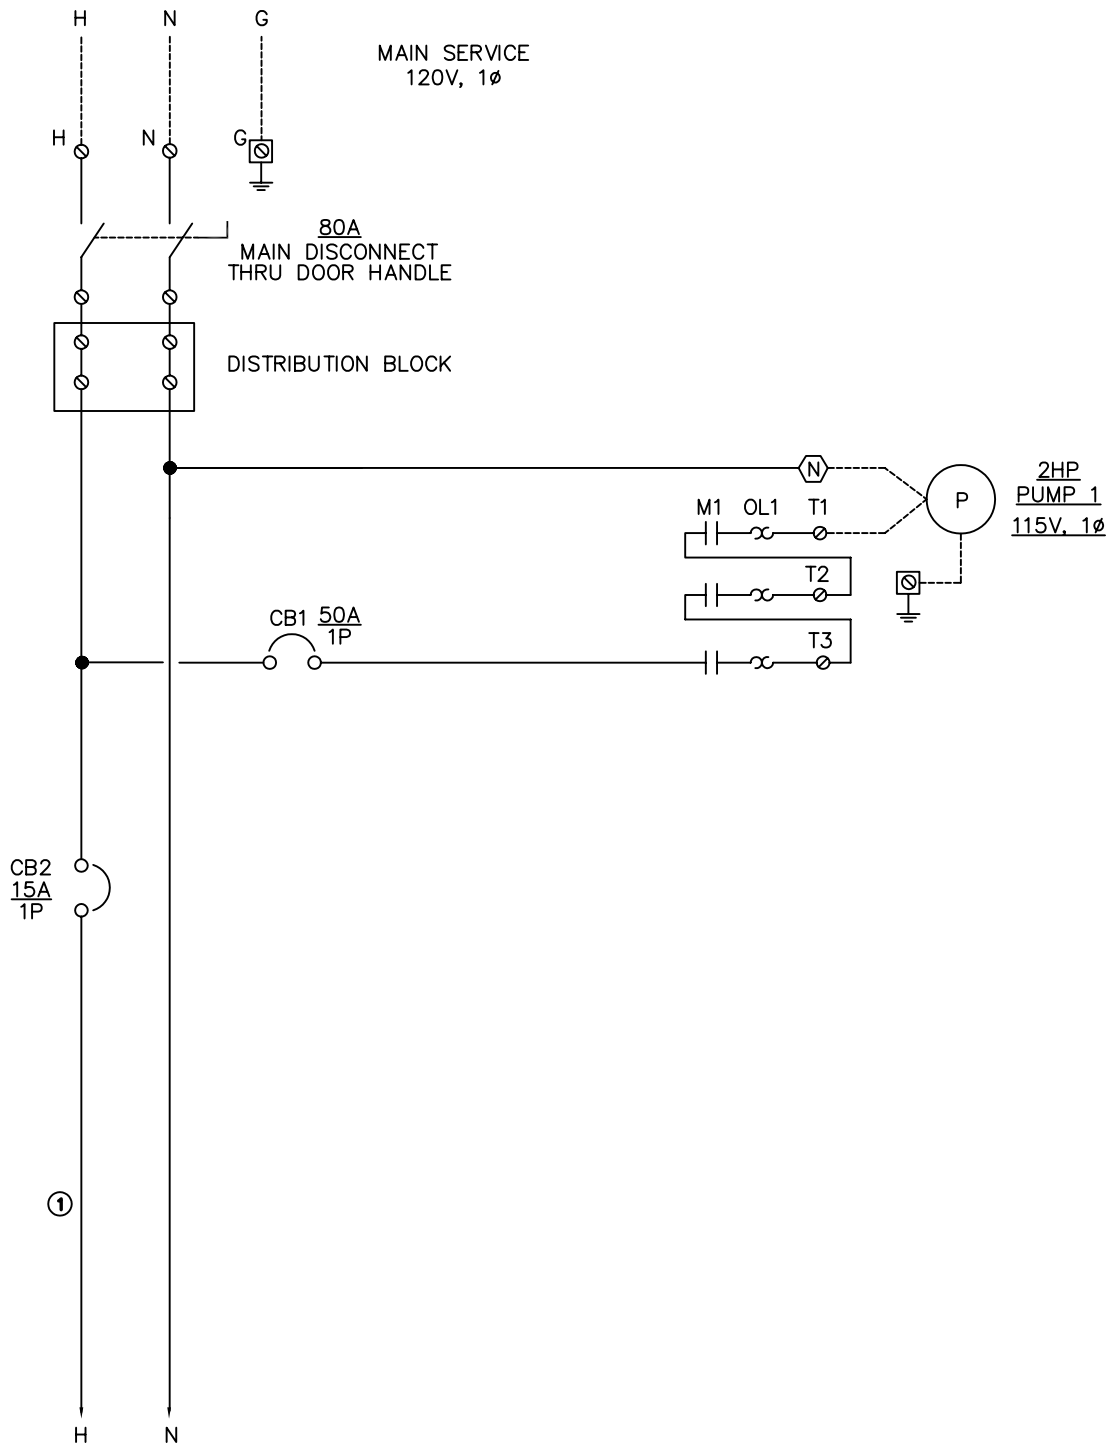 H N G
MAIN SERVICE
120V, 1ø
H N G
80A
MAIN DISCONNECT
THRU DOOR HANDLE
DISTRIBUTION BLOCK
N
P
2HP
PUMP 1
115V, 1ø
M1 OL1 T1
T2
CB1 50A
1P
T3
CB2
15A
1P
1
H N